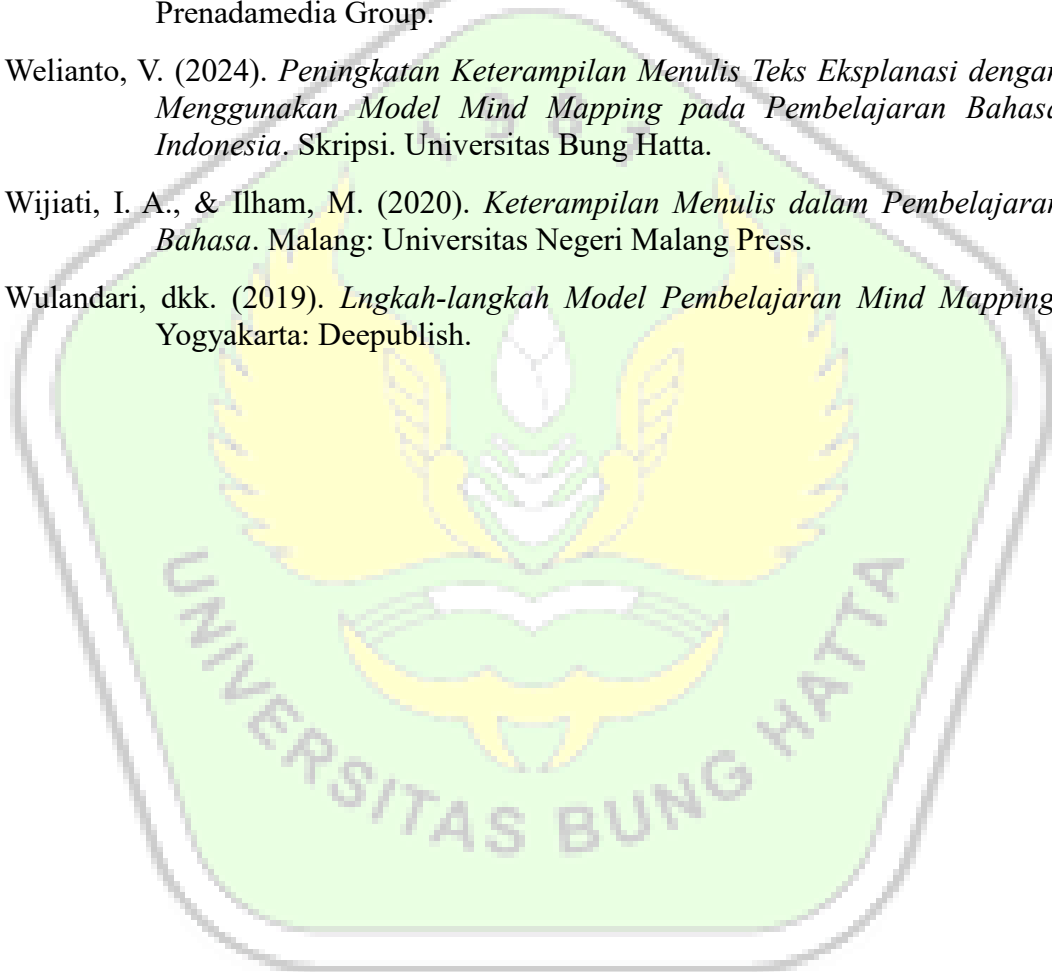 Prenadamedia Group.
Welianto, V. (2024). Peningkatan Keterampilan Menulis Teks Eksplanasi dengan
Menggunakan Model Mind Mapping pada Pembelajaran Bahasa
Indonesia. Skripsi. Universitas Bung Hatta.
Wijiati, I. A., & Ilham, M. (2020). Keterampilan Menulis dalam Pembelajaran
Bahasa. Malang: Universitas Negeri Malang Press.
Wulandari, dkk. (2019). Lngkah-langkah Model Pembelajaran Mind Mapping.
Yogyakarta: Deepublish.
UNIVERSITAS BUNG HATTA